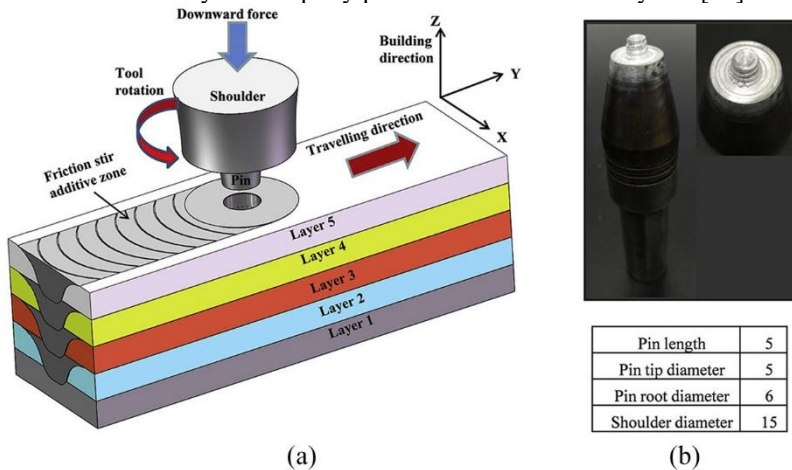 Downward force
Tool
rotation
Shoulder
Z
Building
direction
Y
X
Travelling direction
Pin
Friction stir
additive zone
Layer 5
Layer 4
Layer 3
Layer 2
Layer 1
Pin length 5
Pin tip diameter 5
Pin root diameter 6
Shoulder diameter 15
(a)
(b)